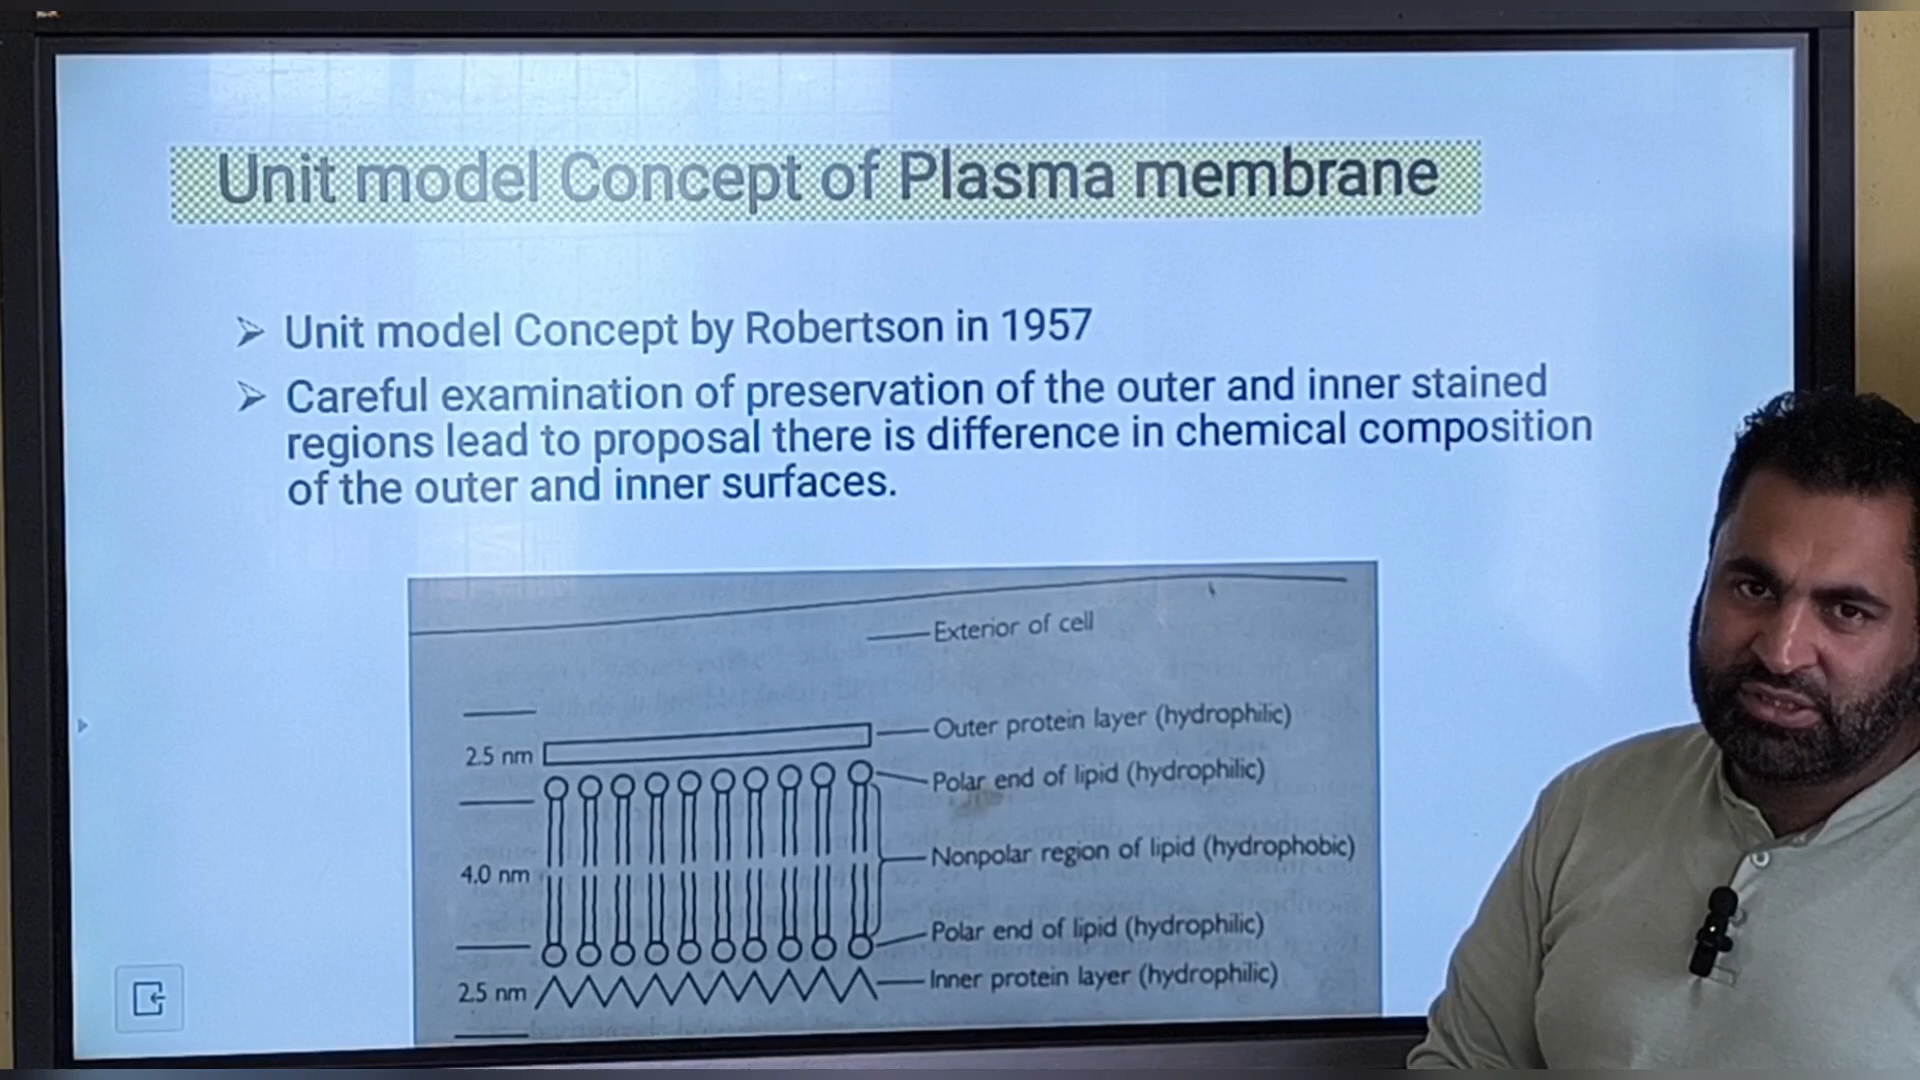 Unit model Concept of Plasma membrane
➢ Unit model Concept by Robertson in 1957
➢ Careful examination of preservation of the outer and inner stained
regions lead to proposal there is difference in chemical composition
of the outer and inner surfaces.
Exterior of cell
Outer protein layer (hydrophilic)
2.5 nm
Polar end of lipid (hydrophilic)
Nonpolar region of lipid (hydrophobic)
4.0 nm
Polar end of lipid (hydrophilic)
Inner protein layer (hydrophilic)
2.5 nm